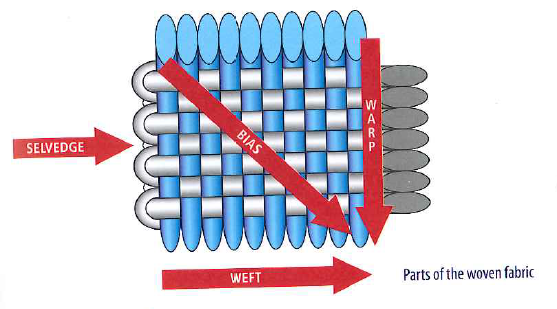 WARP
BIAS
SELVEDGE
WEFT
Parts of the woven fabric